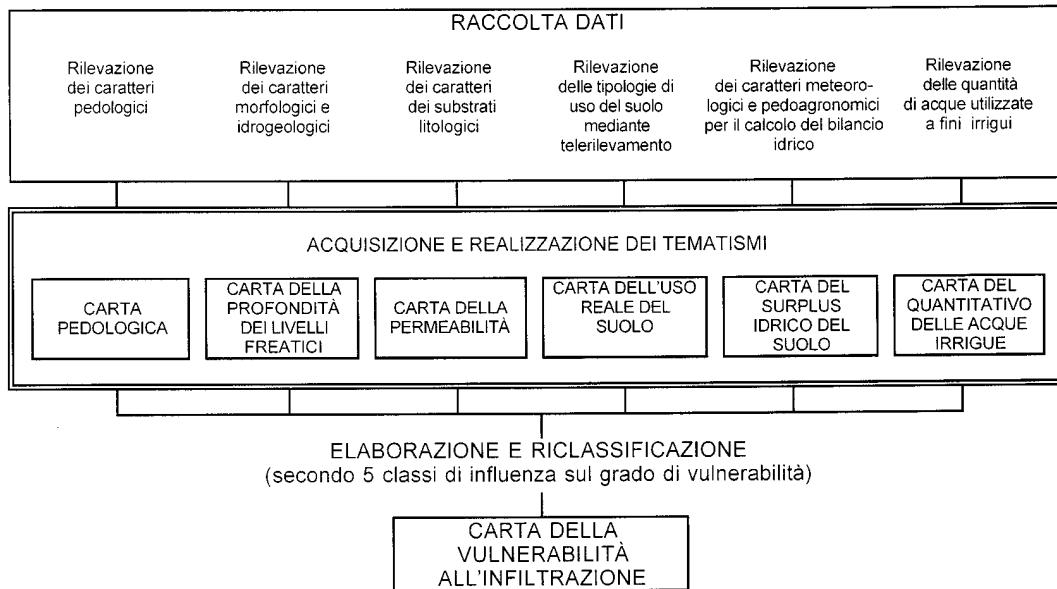 RACCOLTA DATI
Rilevazione
dei caratteri
pedologici
Rilevazione
dei caratteri
morfologici e
idrogeologici
Rilevazione
dei caratteri
dei substrati
litologici
Rilevazione
delle tipologie di
uso del suolo
mediante
telerilevamento
Rilevazione
dei caratteri meteoro-
logici e pedoagronomici
per il calcolo del bilancio
idrico
Rilevazione
delle quantità
di acque utilizzate
a fini irrigui
ACQUISIZIONE E REALIZZAZIONE DEI TEMATISMI
CARTA
PEDOLOGICA
CARTA DELLA
PROFONDITÀ
DEI LIVELLI
FREATICI
CARTA DELLA
PERMEABILITÀ
CARTA DELL'USO
REALE DEL
SUOLO
CARTA DEL
SURPLUS
IDRICO DEL
SUOLO
CARTA DEL
QUANTITATIVO
DELLE ACQUE
IRRIGUE
ELABORAZIONE E RICLASSIFICAZIONE
(secondo 5 classi di influenza sul grado di vulnerabilità)
CARTA DELLA
VULNERABILITÀ
ALL'INFILTRAZIONE